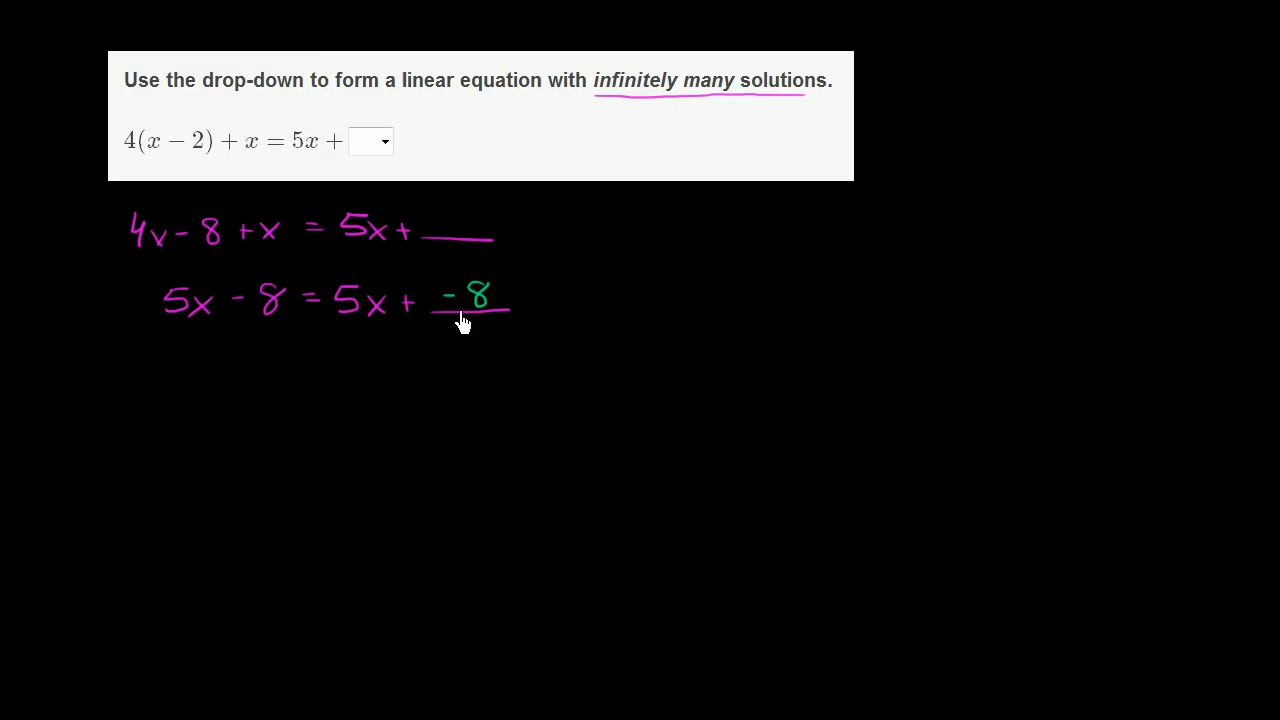 Use the drop-down to form a linear equation with infinitely many solutions.
4(x − 2) + x = 5x +
4x - 8 + x = 5x + ___
5x - 8 = 5x + -8